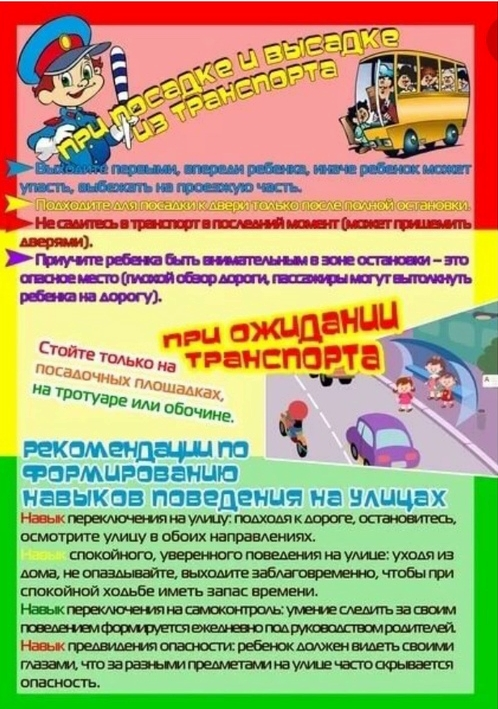 ПРИ ПОСАДКЕ И ВЫСАДКЕ
ИЗ ТРАНСПОРТА
Выходите первыми, впереди ребенка, иначе ребенок может
упасть, выбежать на проезжую часть.
Подходите для посадки к двери только после полной остановки.
Не садитесь в транспорт в последний момент (может прищемить
дверями).
Приучите ребенка быть внимательным в зоне остановки – это
опасное место (плохой обзор дороги, пассажиры могут вытолкнуть
ребенка на дорогу).
ПРИ ОЖИДАНИИ
ТРАНСПОРТА
Стойте только на
посадочных площадках,
на тротуаре или обочине.
А
РЕКОМЕНДАЦИИ ПО
ФОРМИРОВАНИЮ
НАВЫКОВ ПОВЕДЕНИЯ НА УЛИЦАХ
Навык переключения на улицу: подходя к дороге, остановитесь,
осмотрите улицу в обоих направлениях.
Навык спокойного, уверенного поведения на улице: уходя из
дома, не опаздывайте, выходите заблаговременно, чтобы при
спокойной ходьбе иметь запас времени.
Навык переключения на самоконтроль: умение следить за своим
поведением формируется ежедневно под руководством родителей.
Навык предвидения опасности: ребенок должен видеть своими
глазами, что за разными предметами на улице часто скрывается
опасность.